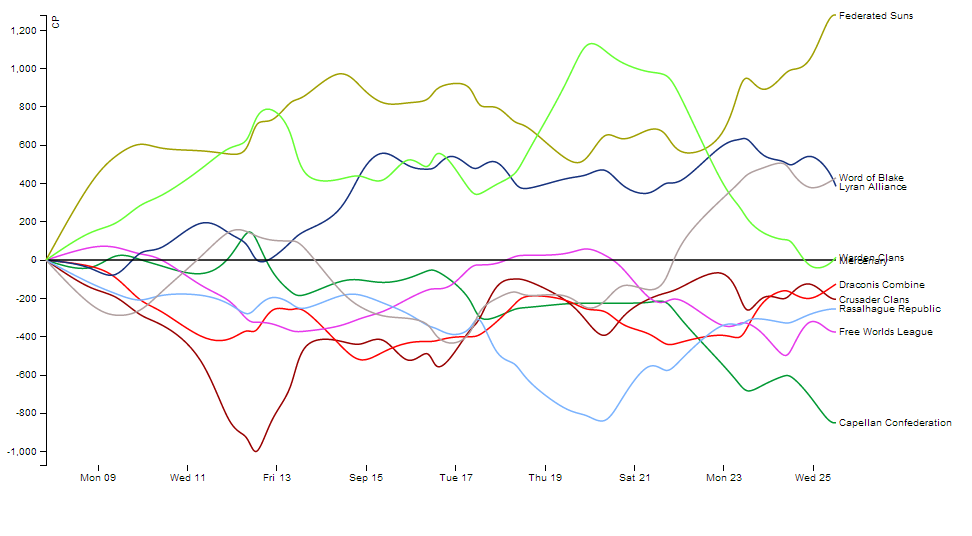 CP
1,200
1,000
800
600
400
200
0
-200
-400
-600
-800
-1,000
Mon 09
Wed 11
Fri 13
Sep 15
Tue 17
Thu 19
Sat 21
Mon 23
Wed 25
Federated Suns
Word of Blake
Lyran Alliance
Warden Clans
Mercenary
Draconis Combine
Crusader Clans
Rasalhague Republic
Free Worlds League
Capellan Confederation